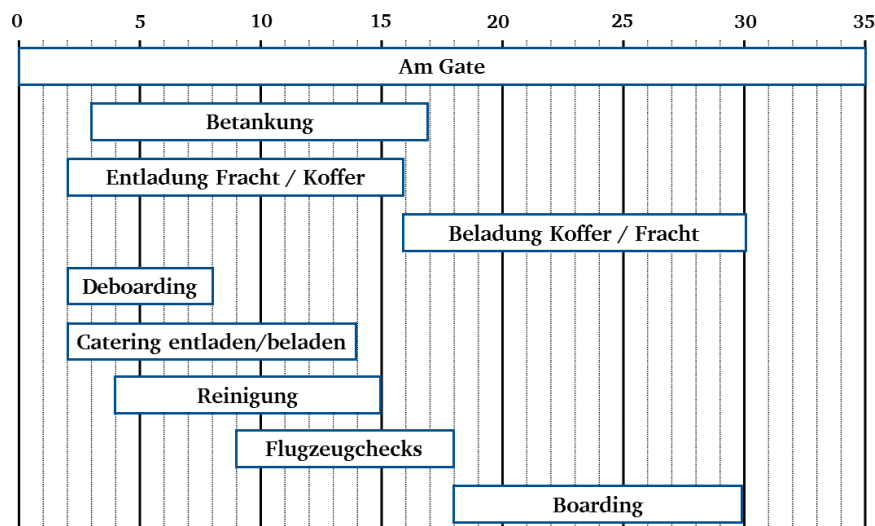 0 5 10 15 20 25 30 35
Am Gate
Betankung
Entladung Fracht / Koffer
Beladung Koffer / Fracht
Deboarding
Catering entladen/beladen
Reinigung
Flugzeugchecks
Boarding